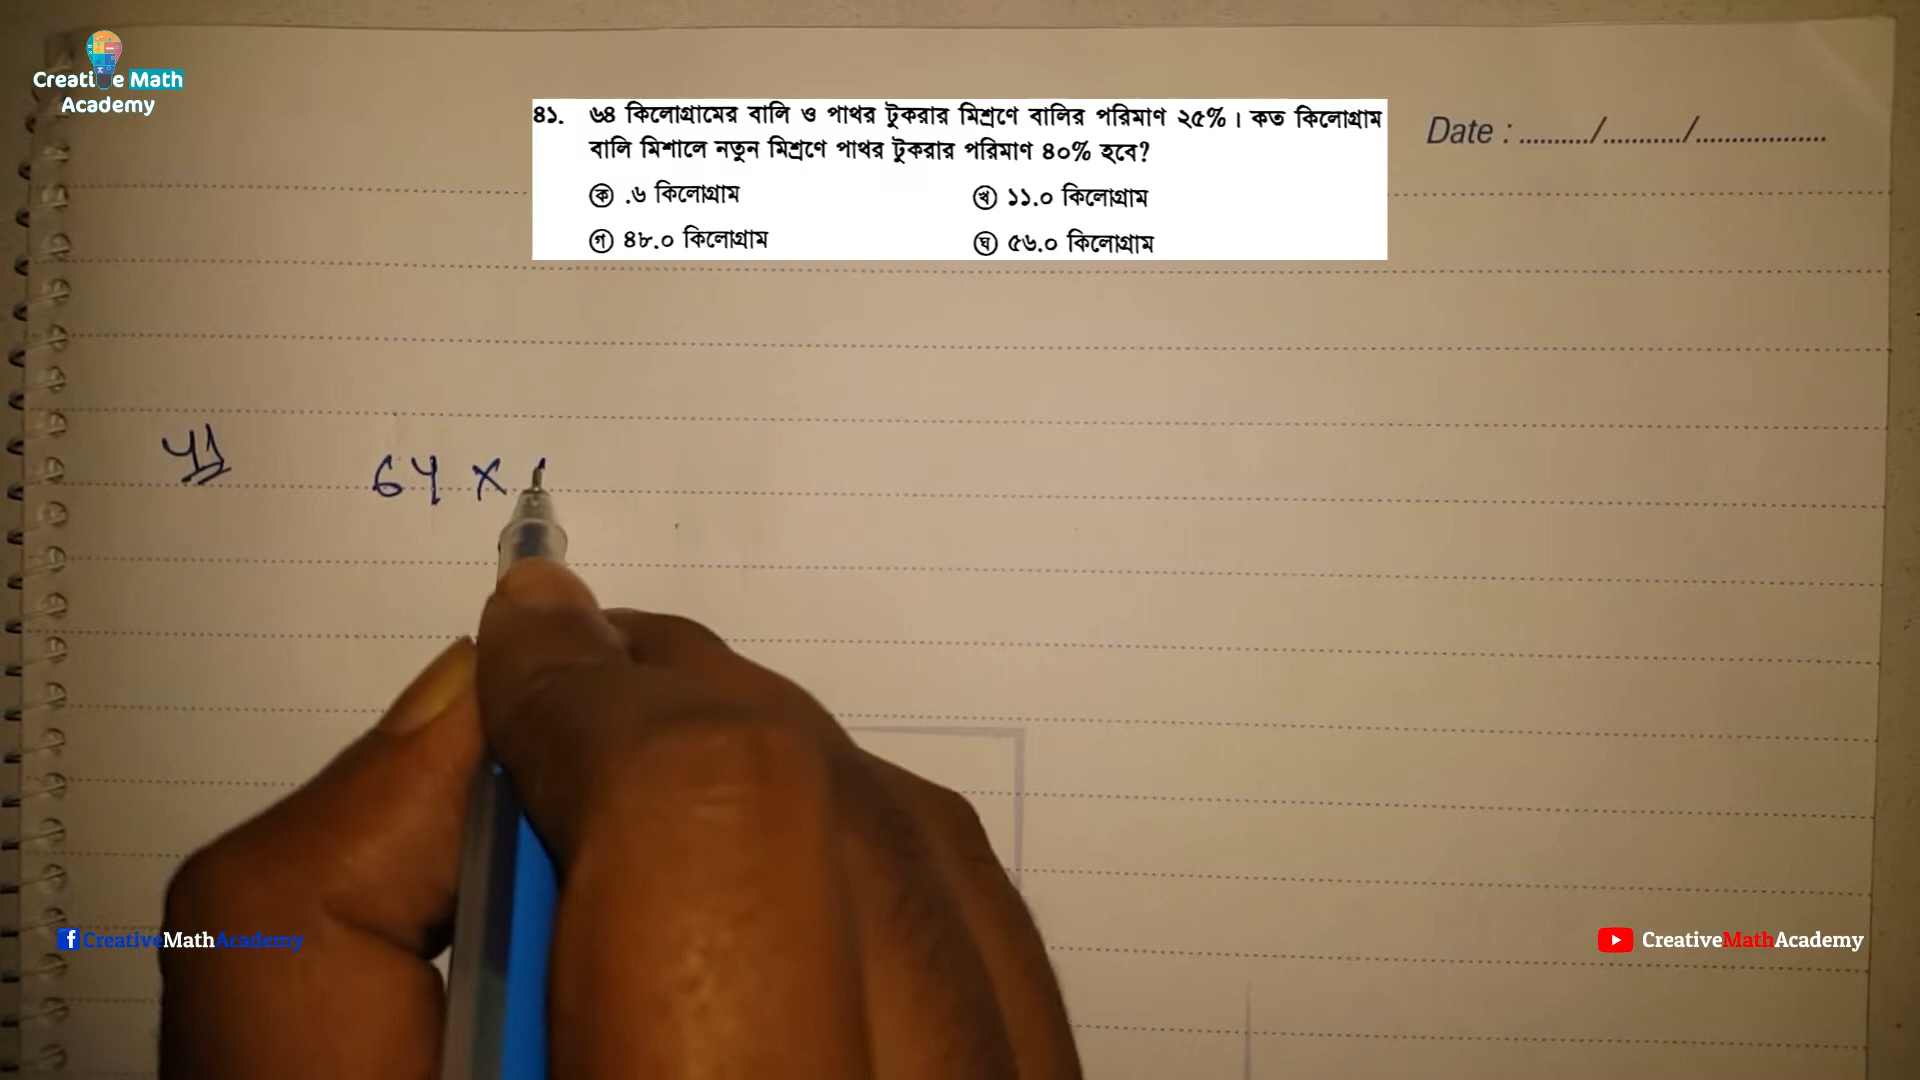 Creative Math
Academy
৪১. ৬৪ কিলোগ্রামের বালি ও পাথর টুকরার মিশ্রণে বালির পরিমাণ ২৫%। কত কিলোগ্রাম
বালি মিশালে নতুন মিশ্রণে পাথর টুকরার পরিমাণ ৪০% হবে?
ক .৬ কিলোগ্রাম
খ ১১.০ কিলোগ্রাম
গ ৪৮.০ কিলোগ্রাম
ঘ ৫৬.০ কিলোগ্রাম
Date : ........./........../................
41
64 ×
CreativeMathAcademy
CreativeMathAcademy